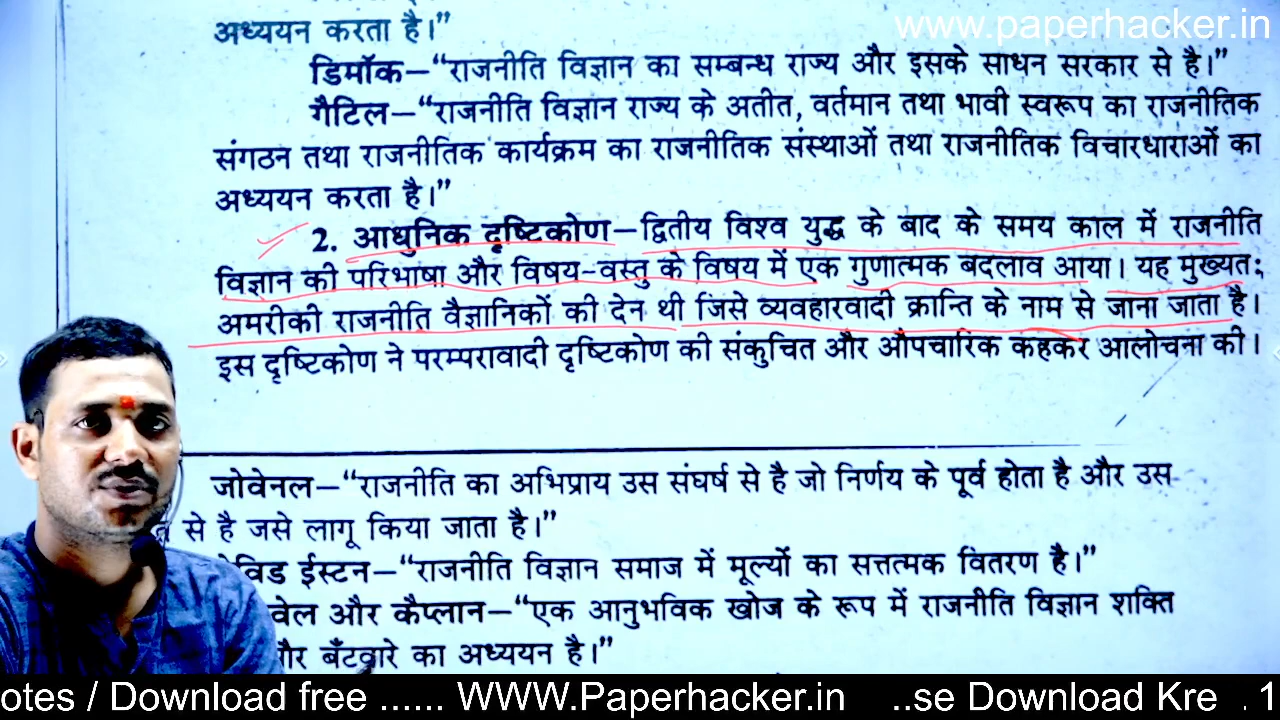 www.paperhacker.in
अध्ययन करता है।”
डिमॉक–“राजनीति विज्ञान का सम्बन्ध राज्य और इसके साधन सरकार से है।”
गैटिल–“राजनीति विज्ञान राज्य के अतीत, वर्तमान तथा भावी स्वरूप का राजनीतिक
संगठन तथा राजनीतिक कार्यक्रम का राजनीतिक संस्थाओं तथा राजनीतिक विचारधाराओं का
अध्ययन करता है।”
2. आधुनिक दृष्टिकोण–द्वितीय विश्व युद्ध के बाद के समय काल में राजनीति
विज्ञान की परिभाषा और विषय-वस्तु के विषय में एक गुणात्मक बदलाव आया। यह मुख्यतः
अमरीकी राजनीति वैज्ञानिकों की देन थी जिसे व्यवहारवादी क्रान्ति के नाम से जाना जाता है।
इस दृष्टिकोण ने परम्परावादी दृष्टिकोण की संकुचित और औपचारिक कहकर आलोचना की।
जोवेनल–“राजनीति का अभिप्राय उस संघर्ष से है जो निर्णय के पूर्व होता है और उस
से है जसे लागू किया जाता है।”
विड ईस्टन–“राजनीति विज्ञान समाज में मूल्यों का सत्तत्मक वितरण है।”
वेल और कैप्लान–“एक आनुभविक खोज के रूप में राजनीति विज्ञान शक्ति
और बँटवारे का अध्ययन है।”
otes / Download free ...... WWW.Paperhacker.in ..se Download Kre . 1